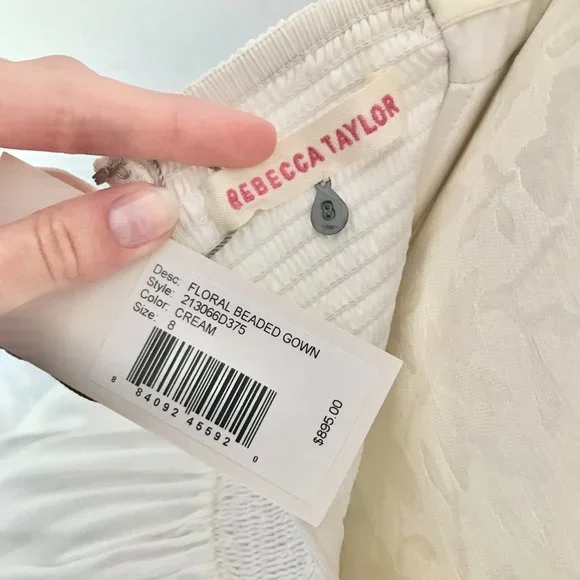 REBECCA TAYLOR
8
Desc: FLORAL BEADED GOWN
Style: 213066D375
Color: CREAM
Size: 8
8 84092 45592 0
$895.00